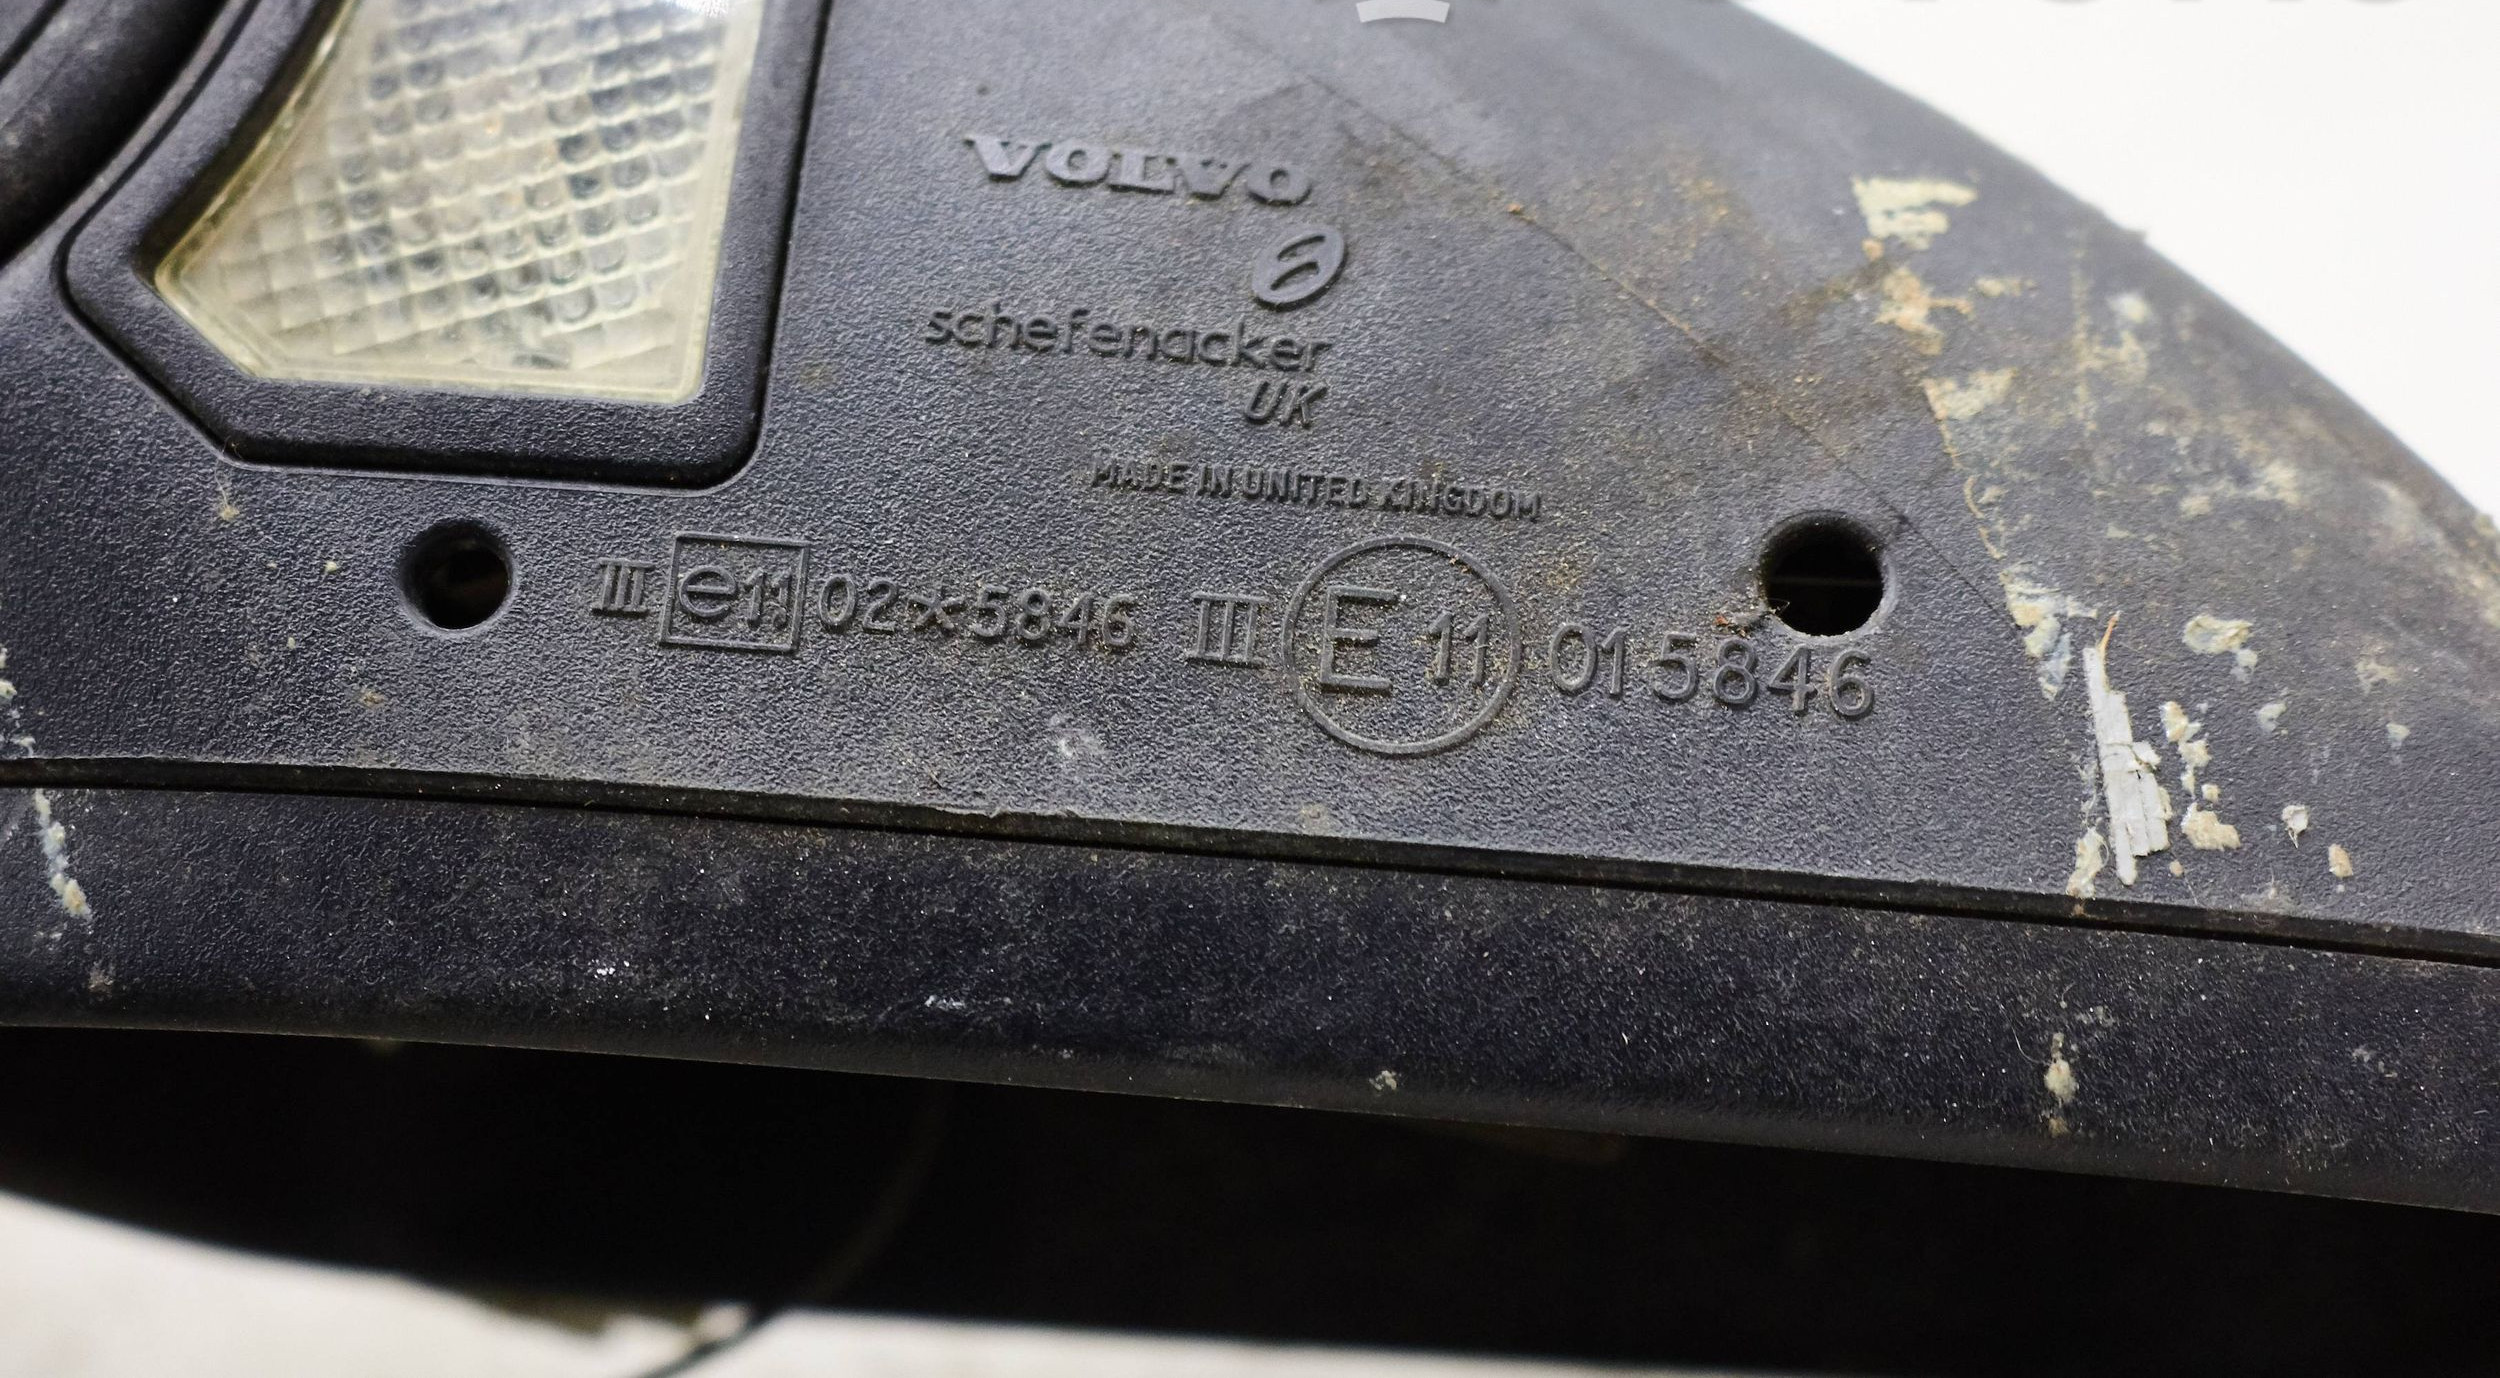 VOLVO
schefenacker
UK
MADE IN UNITED KINGDOM
III e11 02*5846 III E 11 015846